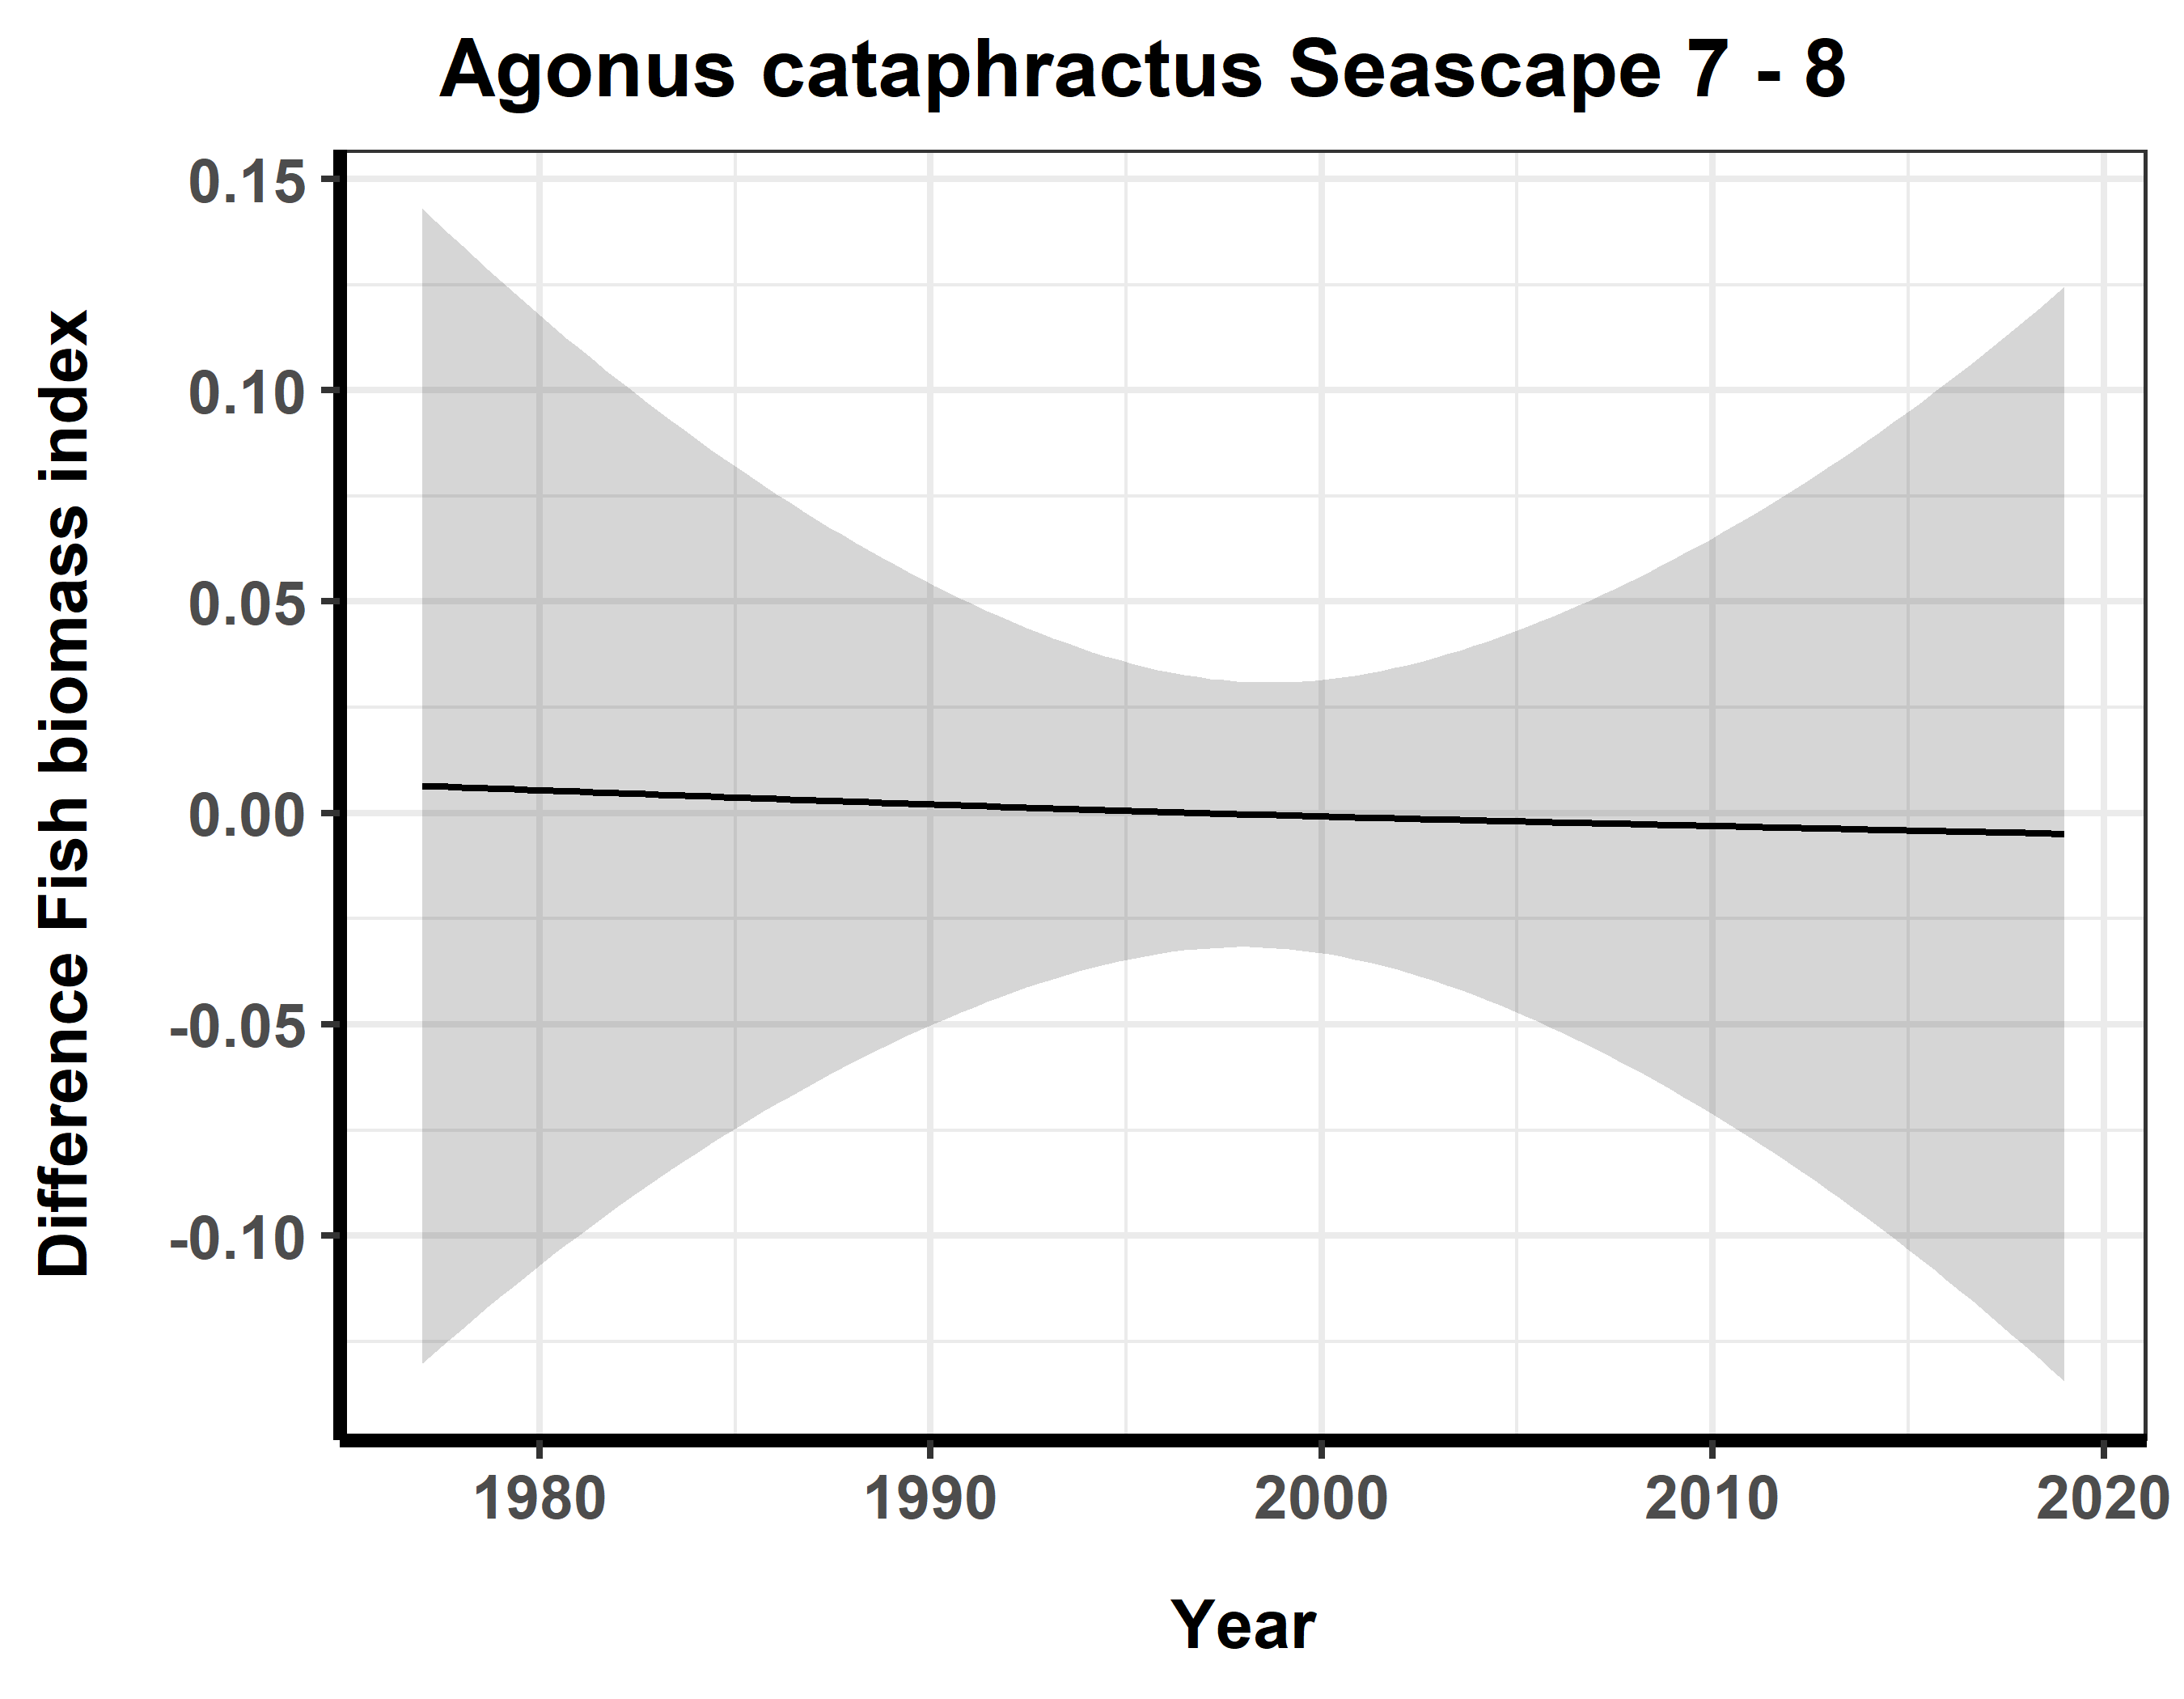 Agonus cataphractus Seascape 7 - 8
Difference Fish biomass index
0.15
0.10
0.05
0.00
-0.05
-0.10
1980 1990 2000 2010 2020
Year